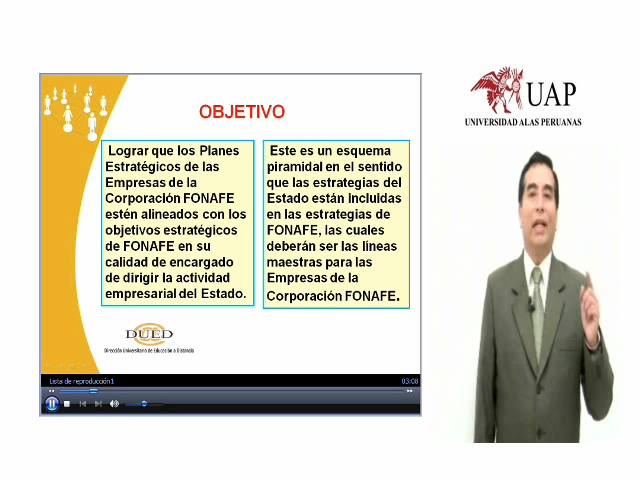 OBJETIVO
Lograr que los Planes
Estratégicos de las
Empresas de la
Corporación FONAFE
estén alineados con los
objetivos estratégicos
de FONAFE en su
calidad de encargado
de dirigir la actividad
empresarial del Estado.
Este es un esquema
piramidal en el sentido
que las estrategias del
Estado están incluidas
en las estrategias de
FONAFE, las cuales
deberán ser las líneas
maestras para las
Empresas de la
Corporación FONAFE.
DUED
Dirección Universitaria de Educación a Distancia
Lista de reproducción1
03:08
UAP
UNIVERSIDAD ALAS PERUANAS